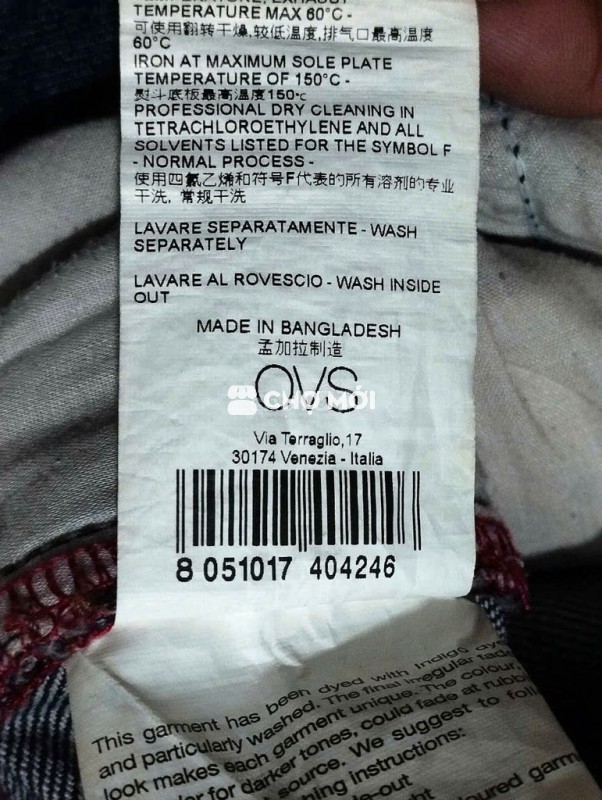 TEMPERATURE, EXHAUST
TEMPERATURE MAX 60°C -
可使用翻转干燥,较低温度,排气口最高温度
60°C
IRON AT MAXIMUM SOLE PLATE
TEMPERATURE OF 150°C -
熨斗底板最高温度150℃
PROFESSIONAL DRY CLEANING IN
TETRACHLOROETHYLENE AND ALL
SOLVENTS LISTED FOR THE SYMBOL F
- NORMAL PROCESS -
使用四氯乙烯和符号F代表的所有溶剂的专业
干洗, 常规干洗
LAVARE SEPARATAMENTE - WASH
SEPARATELY
LAVARE AL ROVESCIO - WASH INSIDE
OUT
MADE IN BANGLADESH
孟加拉制造
OVS
CHỢ MỚI
Via Terraglio,17
30174 Venezia - Italia
8 051017 404246
This garment has been dyed with Indigo
and particularly washed. The final irregular
look makes each garment unique. The colour
for darker tones, could fade at
source. We suggest to
instructions: